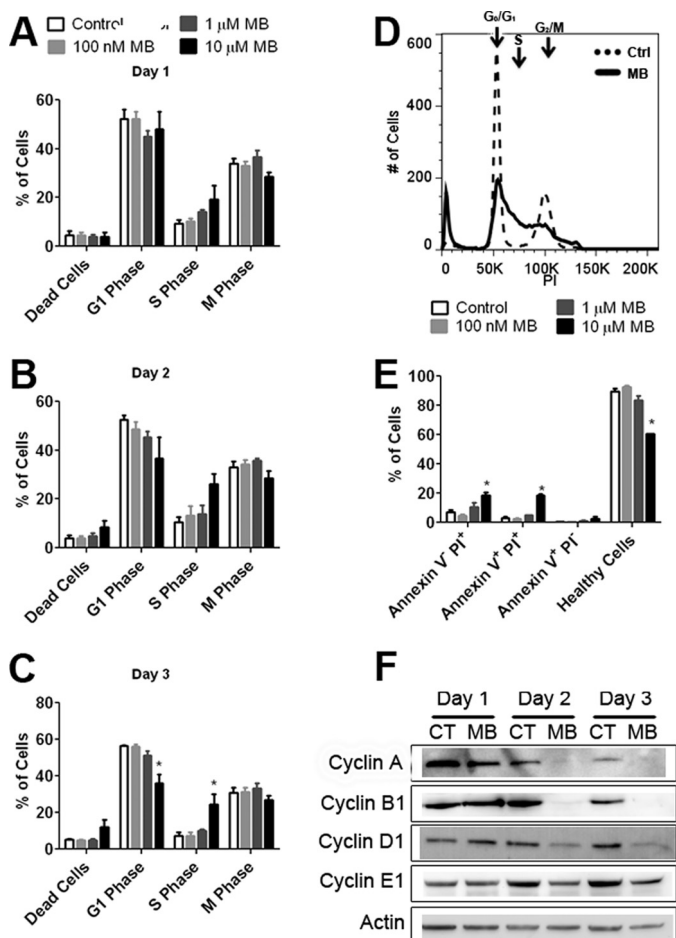 A
Control
1 µM MB
100 nM MB
10 µM MB
Day 1
% of Cells
60
40
20
0
Dead Cells
G1 Phase
S Phase
M Phase
B
Day 2
% of Cells
60
40
20
0
Dead Cells
G1 Phase
S Phase
M Phase
C
Day 3
% of Cells
80
60
40
20
0
Dead Cells
G1 Phase
S Phase
M Phase
* *
D
G₀/G₁
S
G₂/M
Ctrl
MB
# of Cells
600
400
200
0
0 50K 100K 150K 200K
PI
Control
1 µM MB
100 nM MB
10 µM MB
E
% of Cells
100
80
60
40
20
0
* * *
Annexin V⁻ PI⁺
Annexin V⁺ PI⁺
Annexin V⁺ PI⁻
Healthy Cells
F
Day 1 Day 2 Day 3
CT MB CT MB CT MB
Cyclin A
Cyclin B1
Cyclin D1
Cyclin E1
Actin